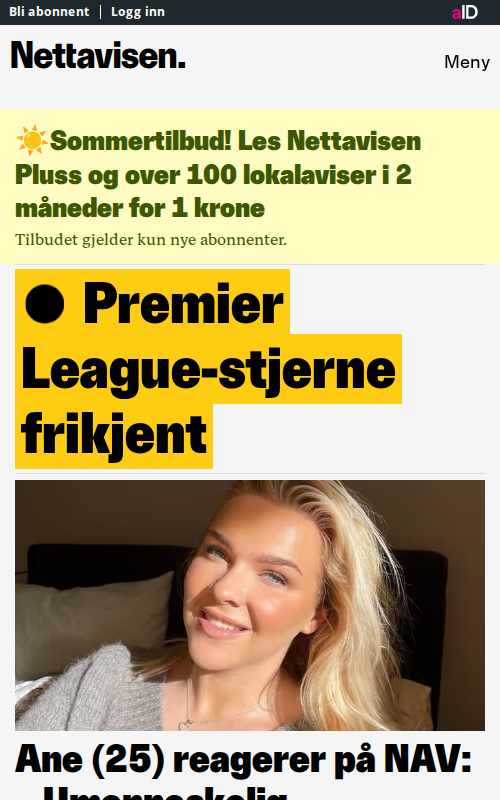 Bli abonnent | Logg inn
aID
Nettavisen.
Meny
☀️Sommertilbud! Les Nettavisen
Pluss og over 100 lokalaviser i 2
måneder for 1 krone
Tilbudet gjelder kun nye abonnenter.
● Premier
League-stjerne
frikjent
Ane (25) reagerer på NAV: